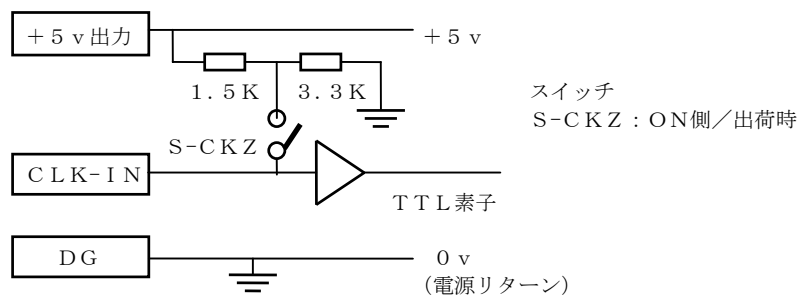 +5v出力
+5v
1.5K
3.3K
スイッチ
S-CKZ:ON側/出荷時
S-CKZ
CLK-IN
TTL素子
DG
0v
(電源リターン)